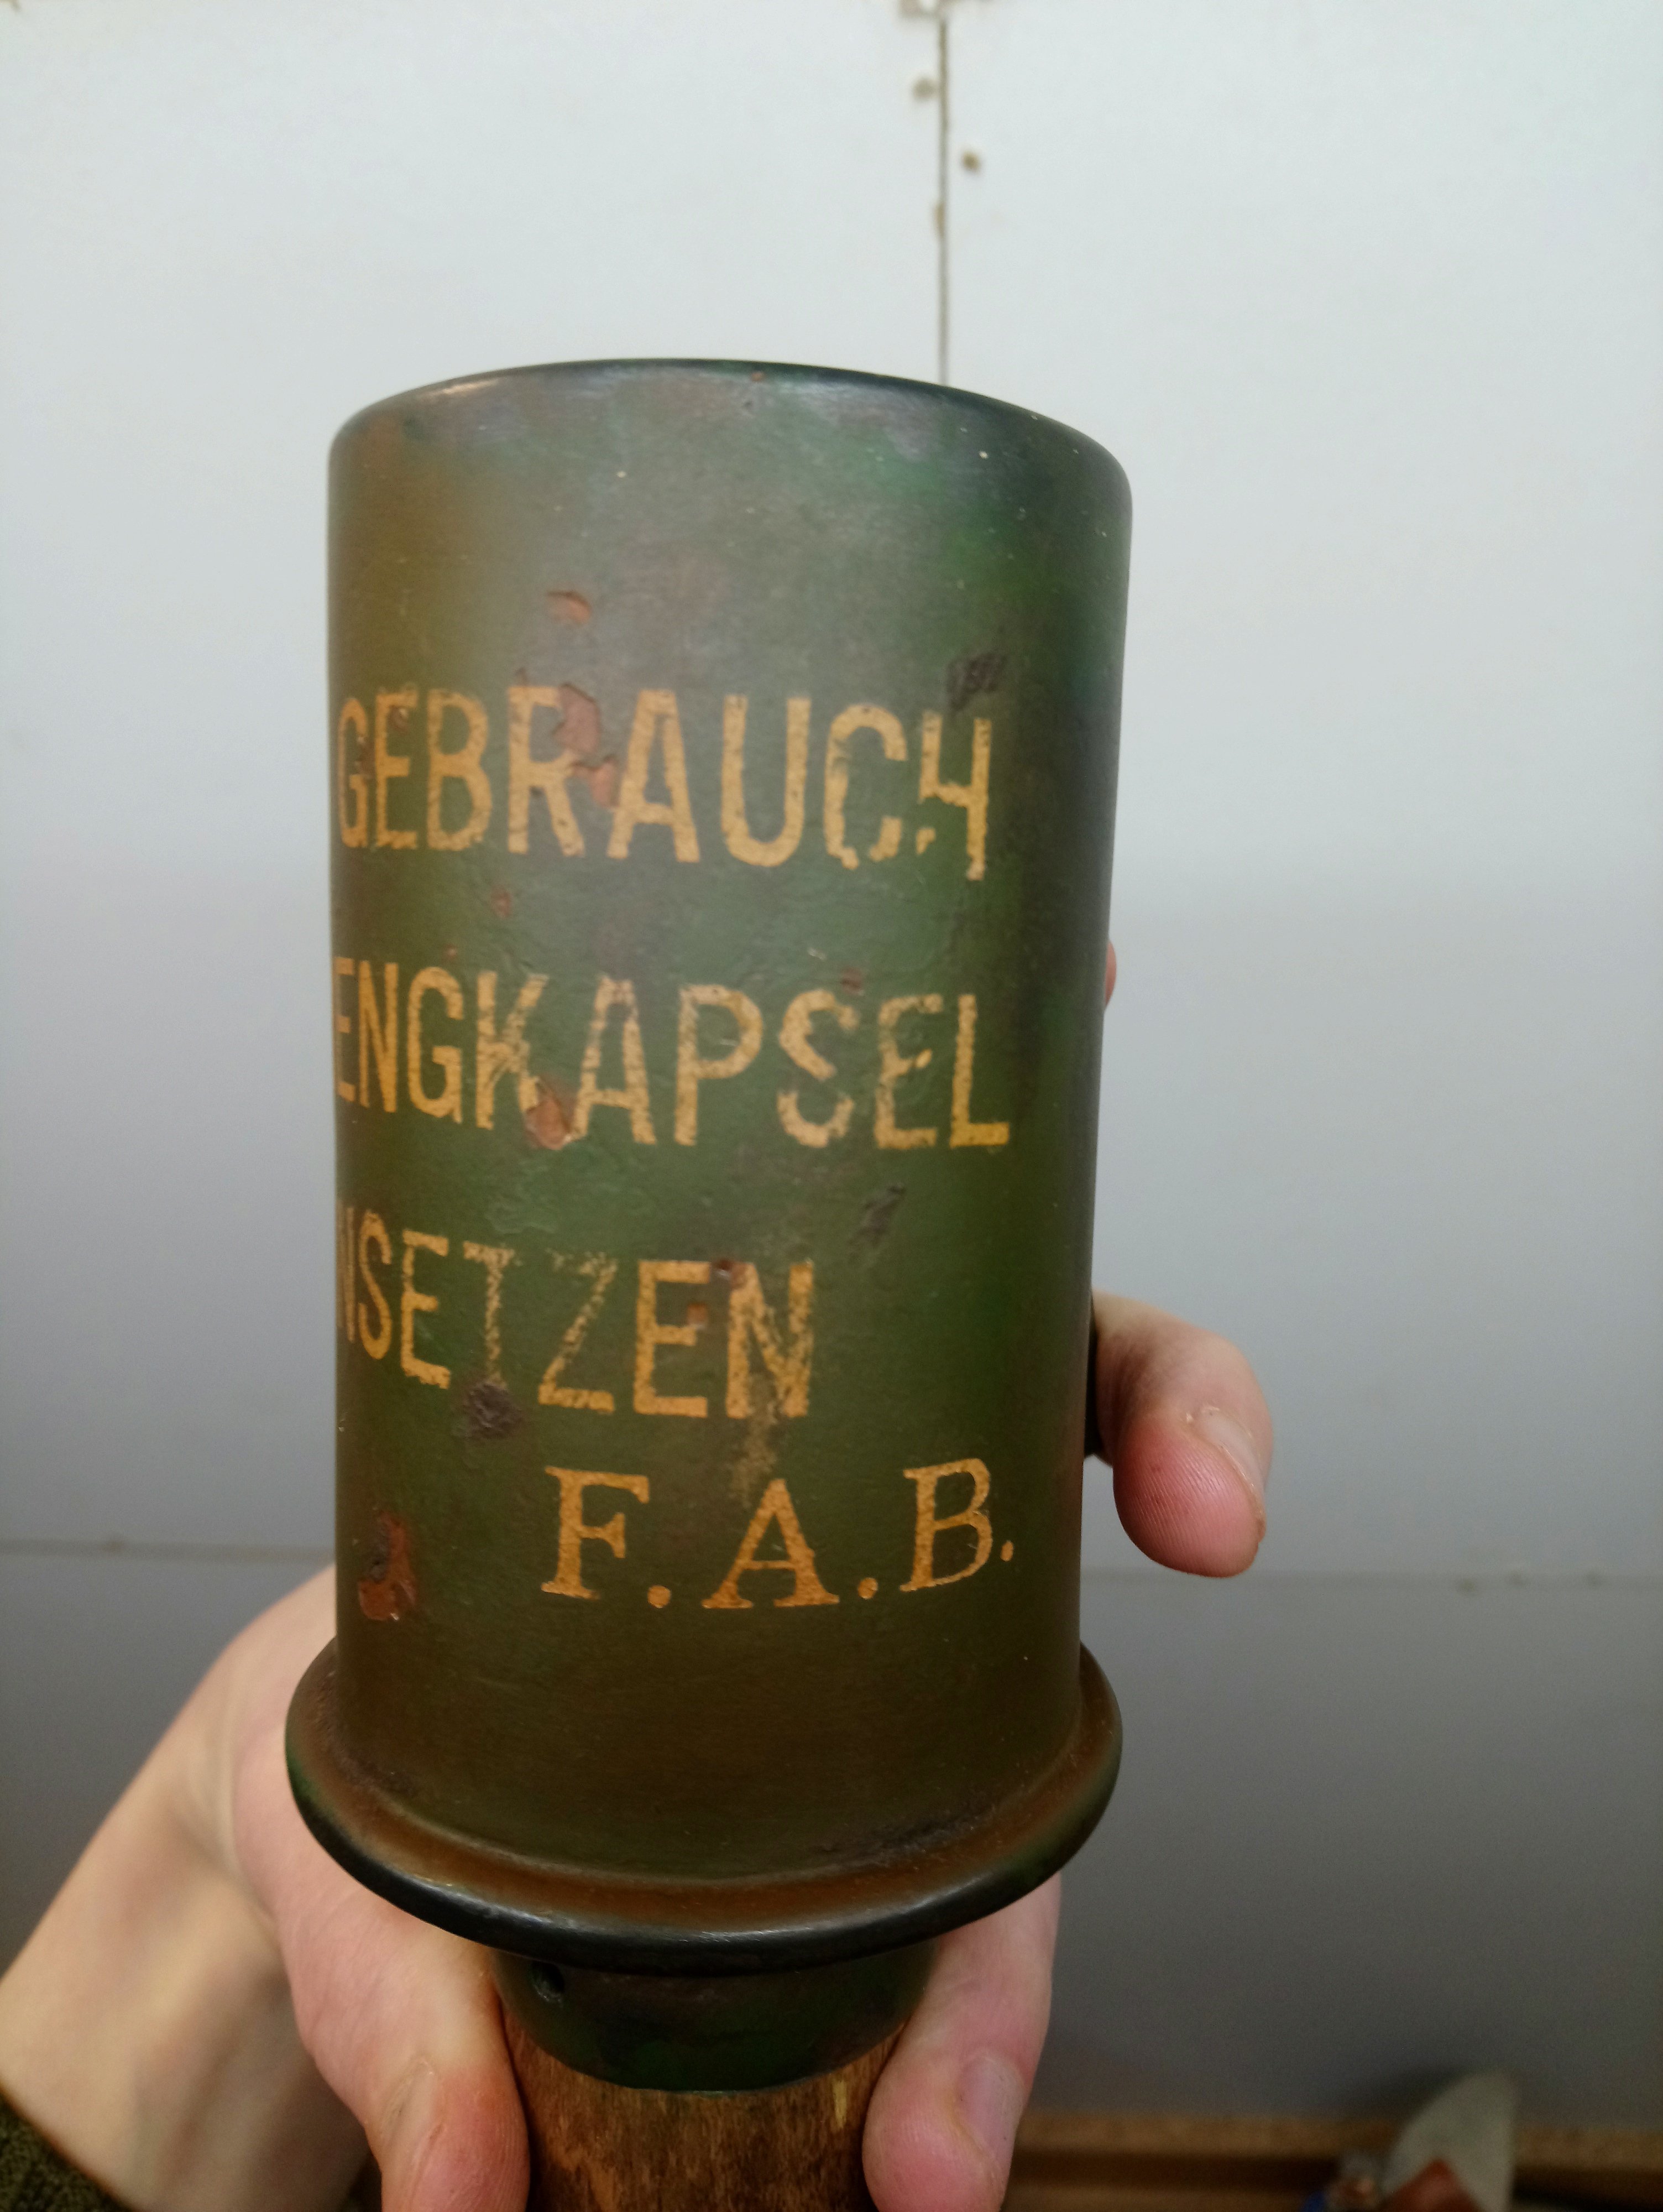 GEBRAUCH
ENGKAPSEL
NSETZEN
F.A.B.